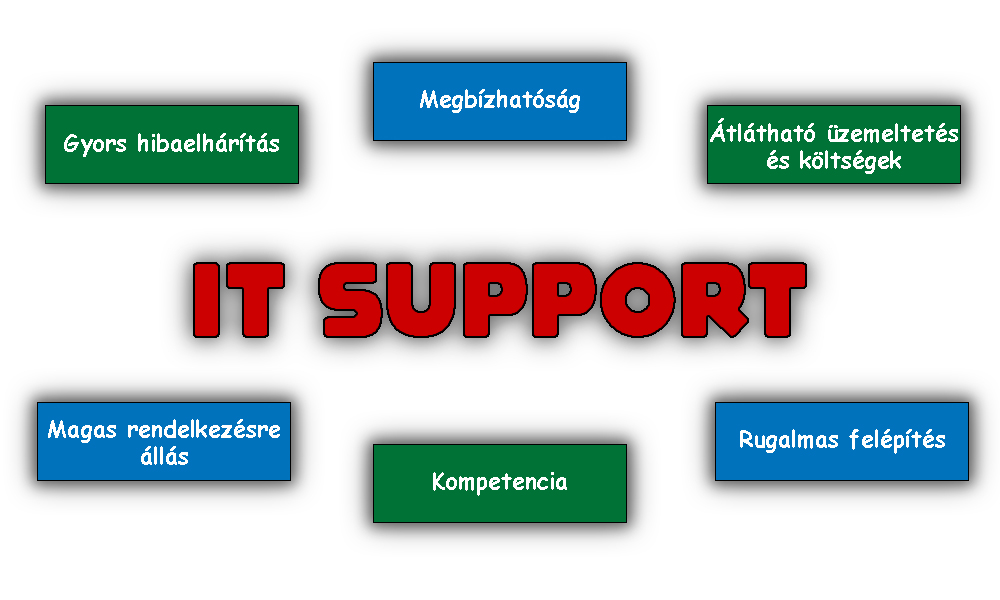 Megbízhatóság
Gyors hibaelhárítás
Átlátható üzemeltetés
és költségek
IT SUPPORT
Magas rendelkezésre
állás
Kompetencia
Rugalmas felépítés